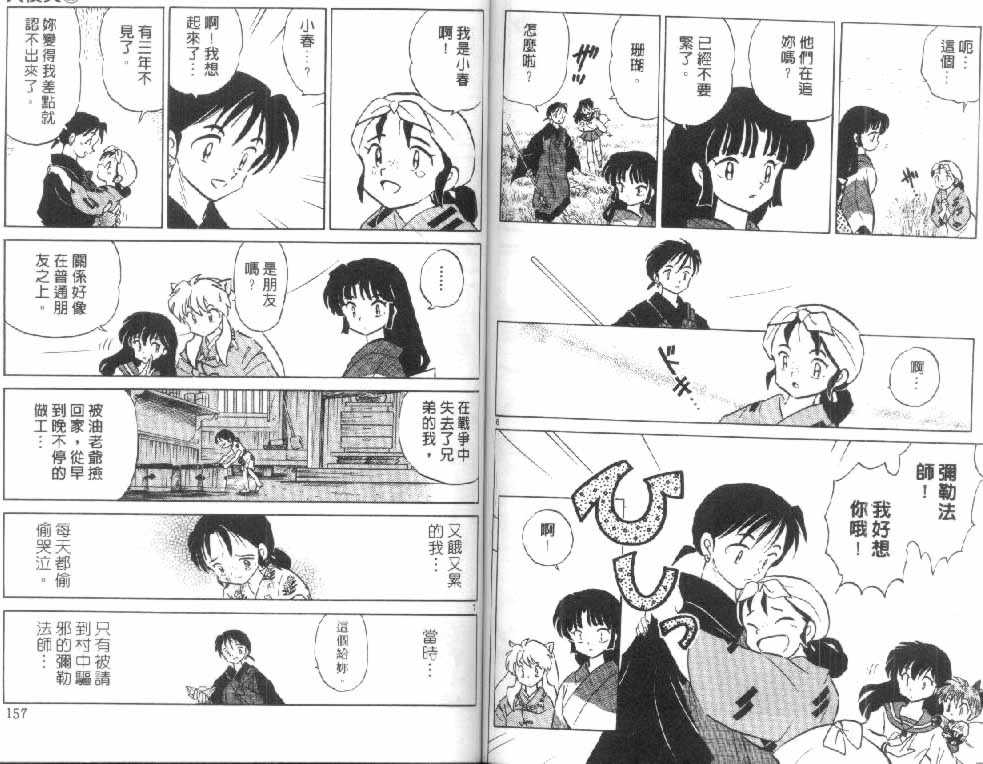 呃…
這個…
他們在追
妳嗎？
已經不要
緊了。
珊瑚。
怎麼啦？
啊…
ドキ…
彌勒法
師！
我好想
你哦！
啊！
ひしっ
我是小春
啊！
小春…？
啊！我想
起來了…
有三年不
見了。
妳變得我差點就
認不出來了。
……
是朋友
嗎？
關係好像
在普通朋
友之上。
在戰爭中
失去了兄
弟的我，
被油老爺撿
回家，從早
到晚不停的
做工…
又餓又累
的我…
每天都偷
偷哭泣。
當時…
這個給妳。
只有被請
到村中驅
邪的彌勒
法師…
157